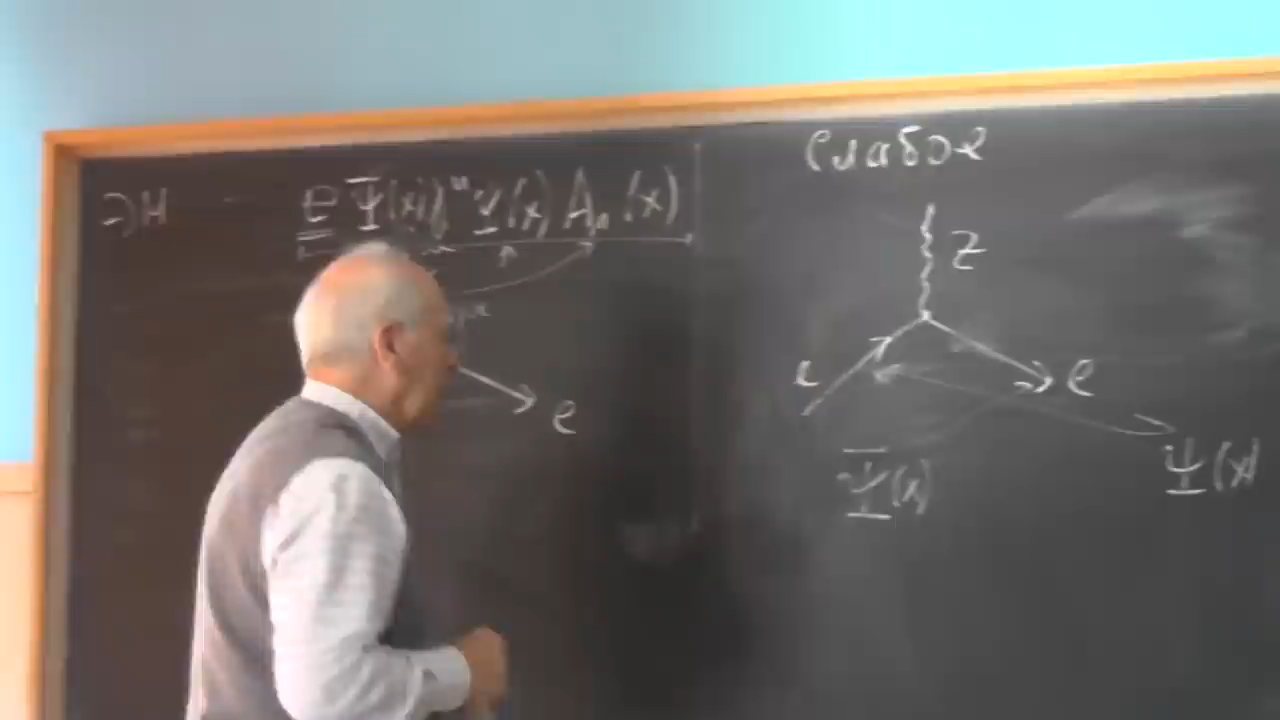 ЭМ
e Ψ̄(x)γ^μ Ψ(x) A_μ(x)
e
Слабое
Z
e
e
Ψ̄(x)
Ψ(x)